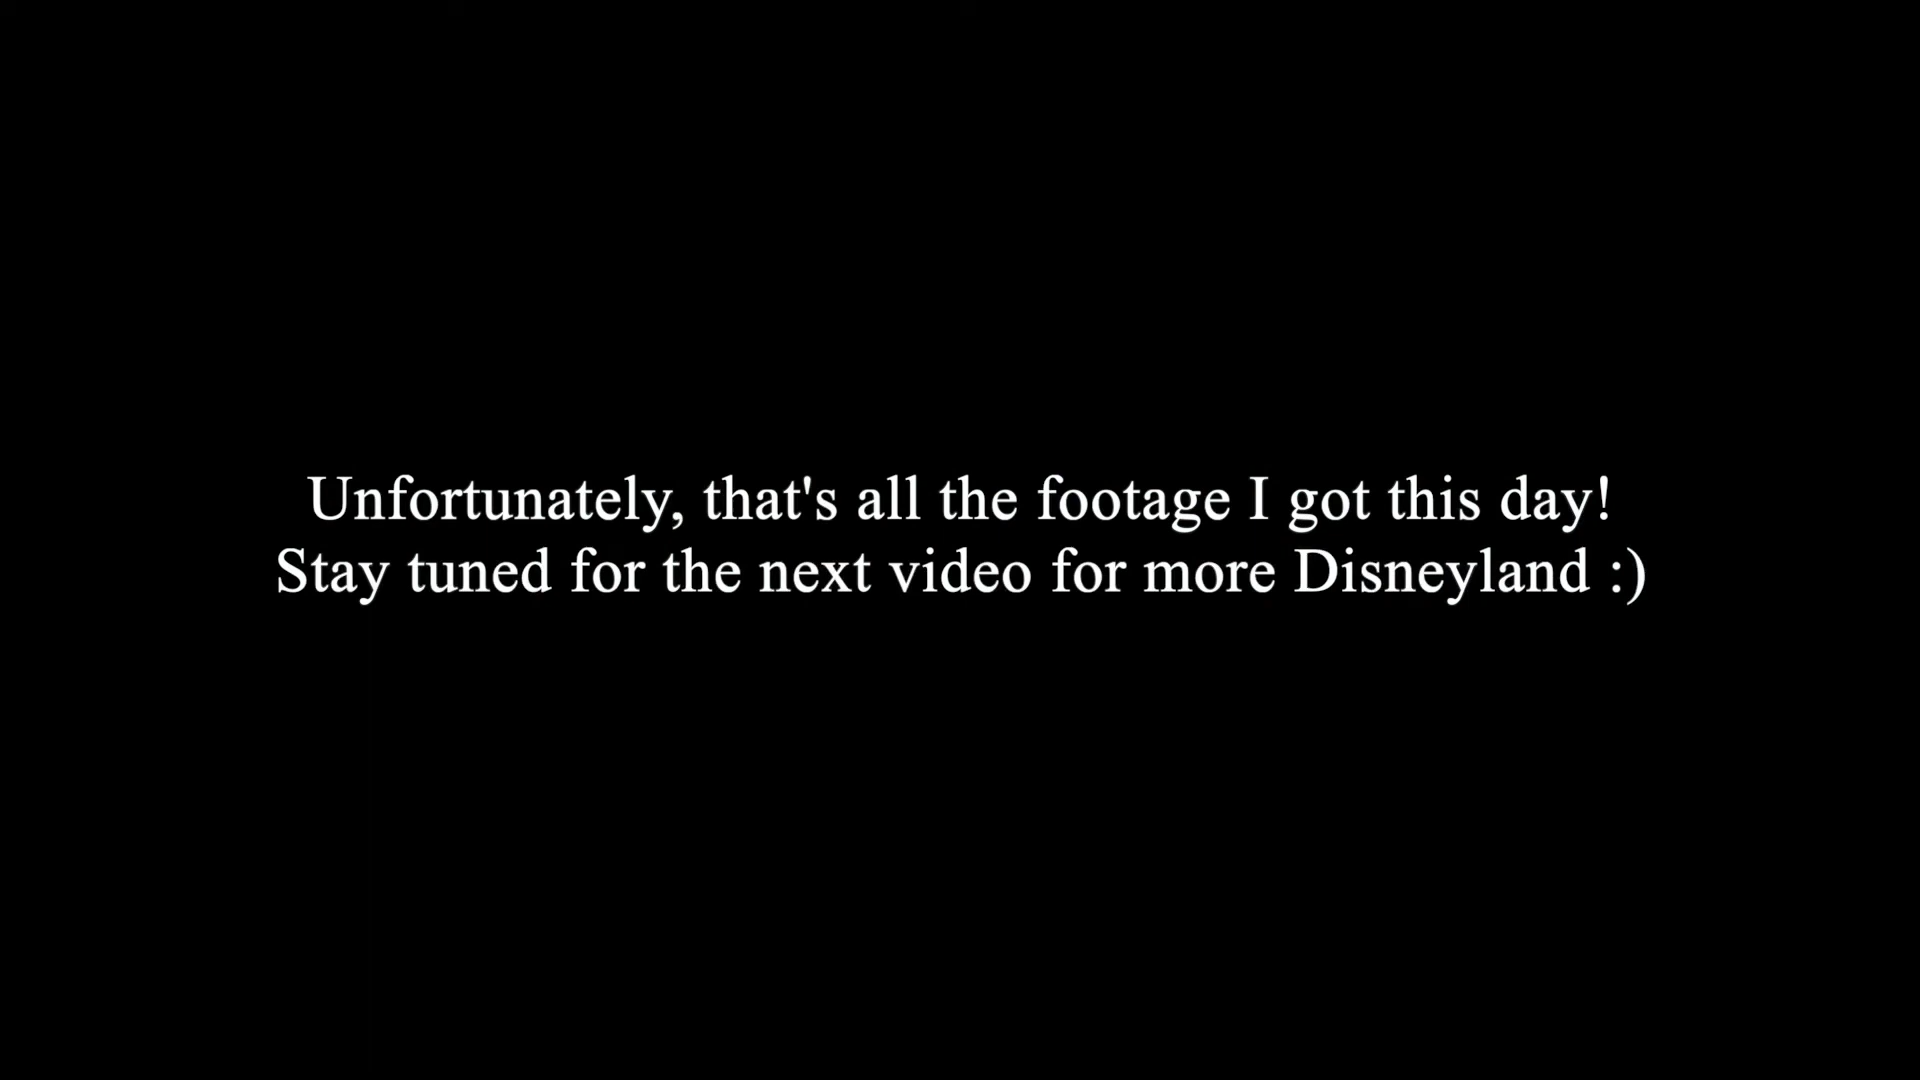 Unfortunately, that's all the footage I got this day!
Stay tuned for the next video for more Disneyland :)